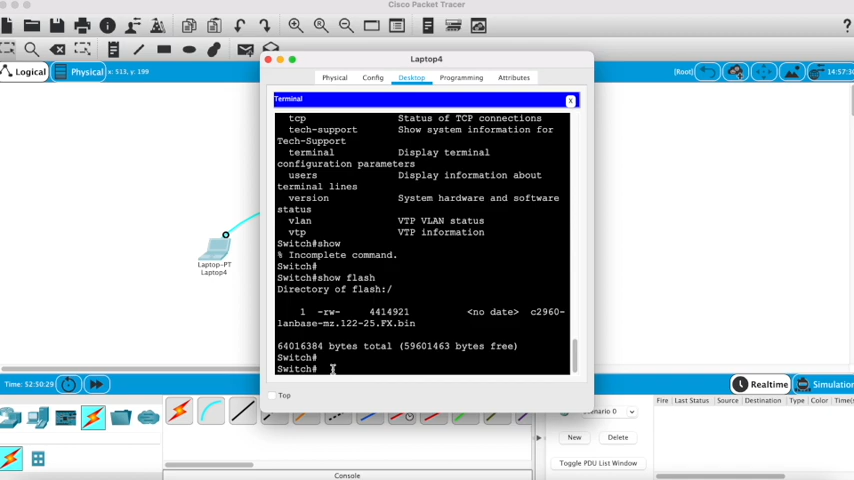 Cisco Packet Tracer
?
Logical
Physical
x: 513, y: 199
[Root]
14:57:30
Laptop4
Physical
Config
Desktop
Programming
Attributes
Terminal
X
tcp Status of TCP connections
tech-support Show system information for
Tech-Support
terminal Display terminal
configuration parameters
users Display information about
terminal lines
version System hardware and software
status
vlan VTP VLAN status
vtp VTP information
Switch#show
% Incomplete command.
Switch#
Switch#show flash
Directory of flash:/
1 -rw- 4414921 <no date> c2960-
lanbase-mz.122-25.FX.bin
64016384 bytes total (59601463 bytes free)
Switch#
Switch#
Top
Laptop-PT
Laptop4
Time: 52:50:29
Realtime
Simulation
Scenario 0
New
Delete
Toggle PDU List Window
Fire Last Status Source Destination Type Color
Console